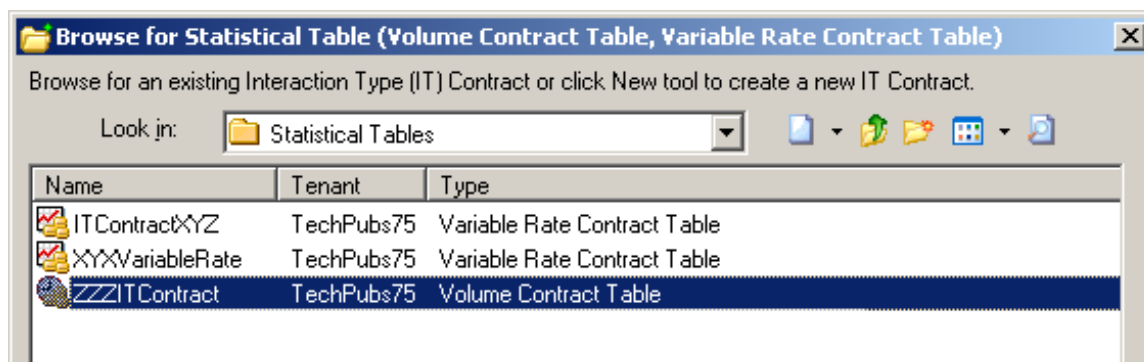 Browse for Statistical Table (Volume Contract Table, Variable Rate Contract Table)
Browse for an existing Interaction Type (IT) Contract or click New tool to create a new IT Contract.
Look in: Statistical Tables
Name Tenant Type
ITContractXYZ TechPubs75 Variable Rate Contract Table
XYXVariableRate TechPubs75 Variable Rate Contract Table
ZZZITContract TechPubs75 Volume Contract Table